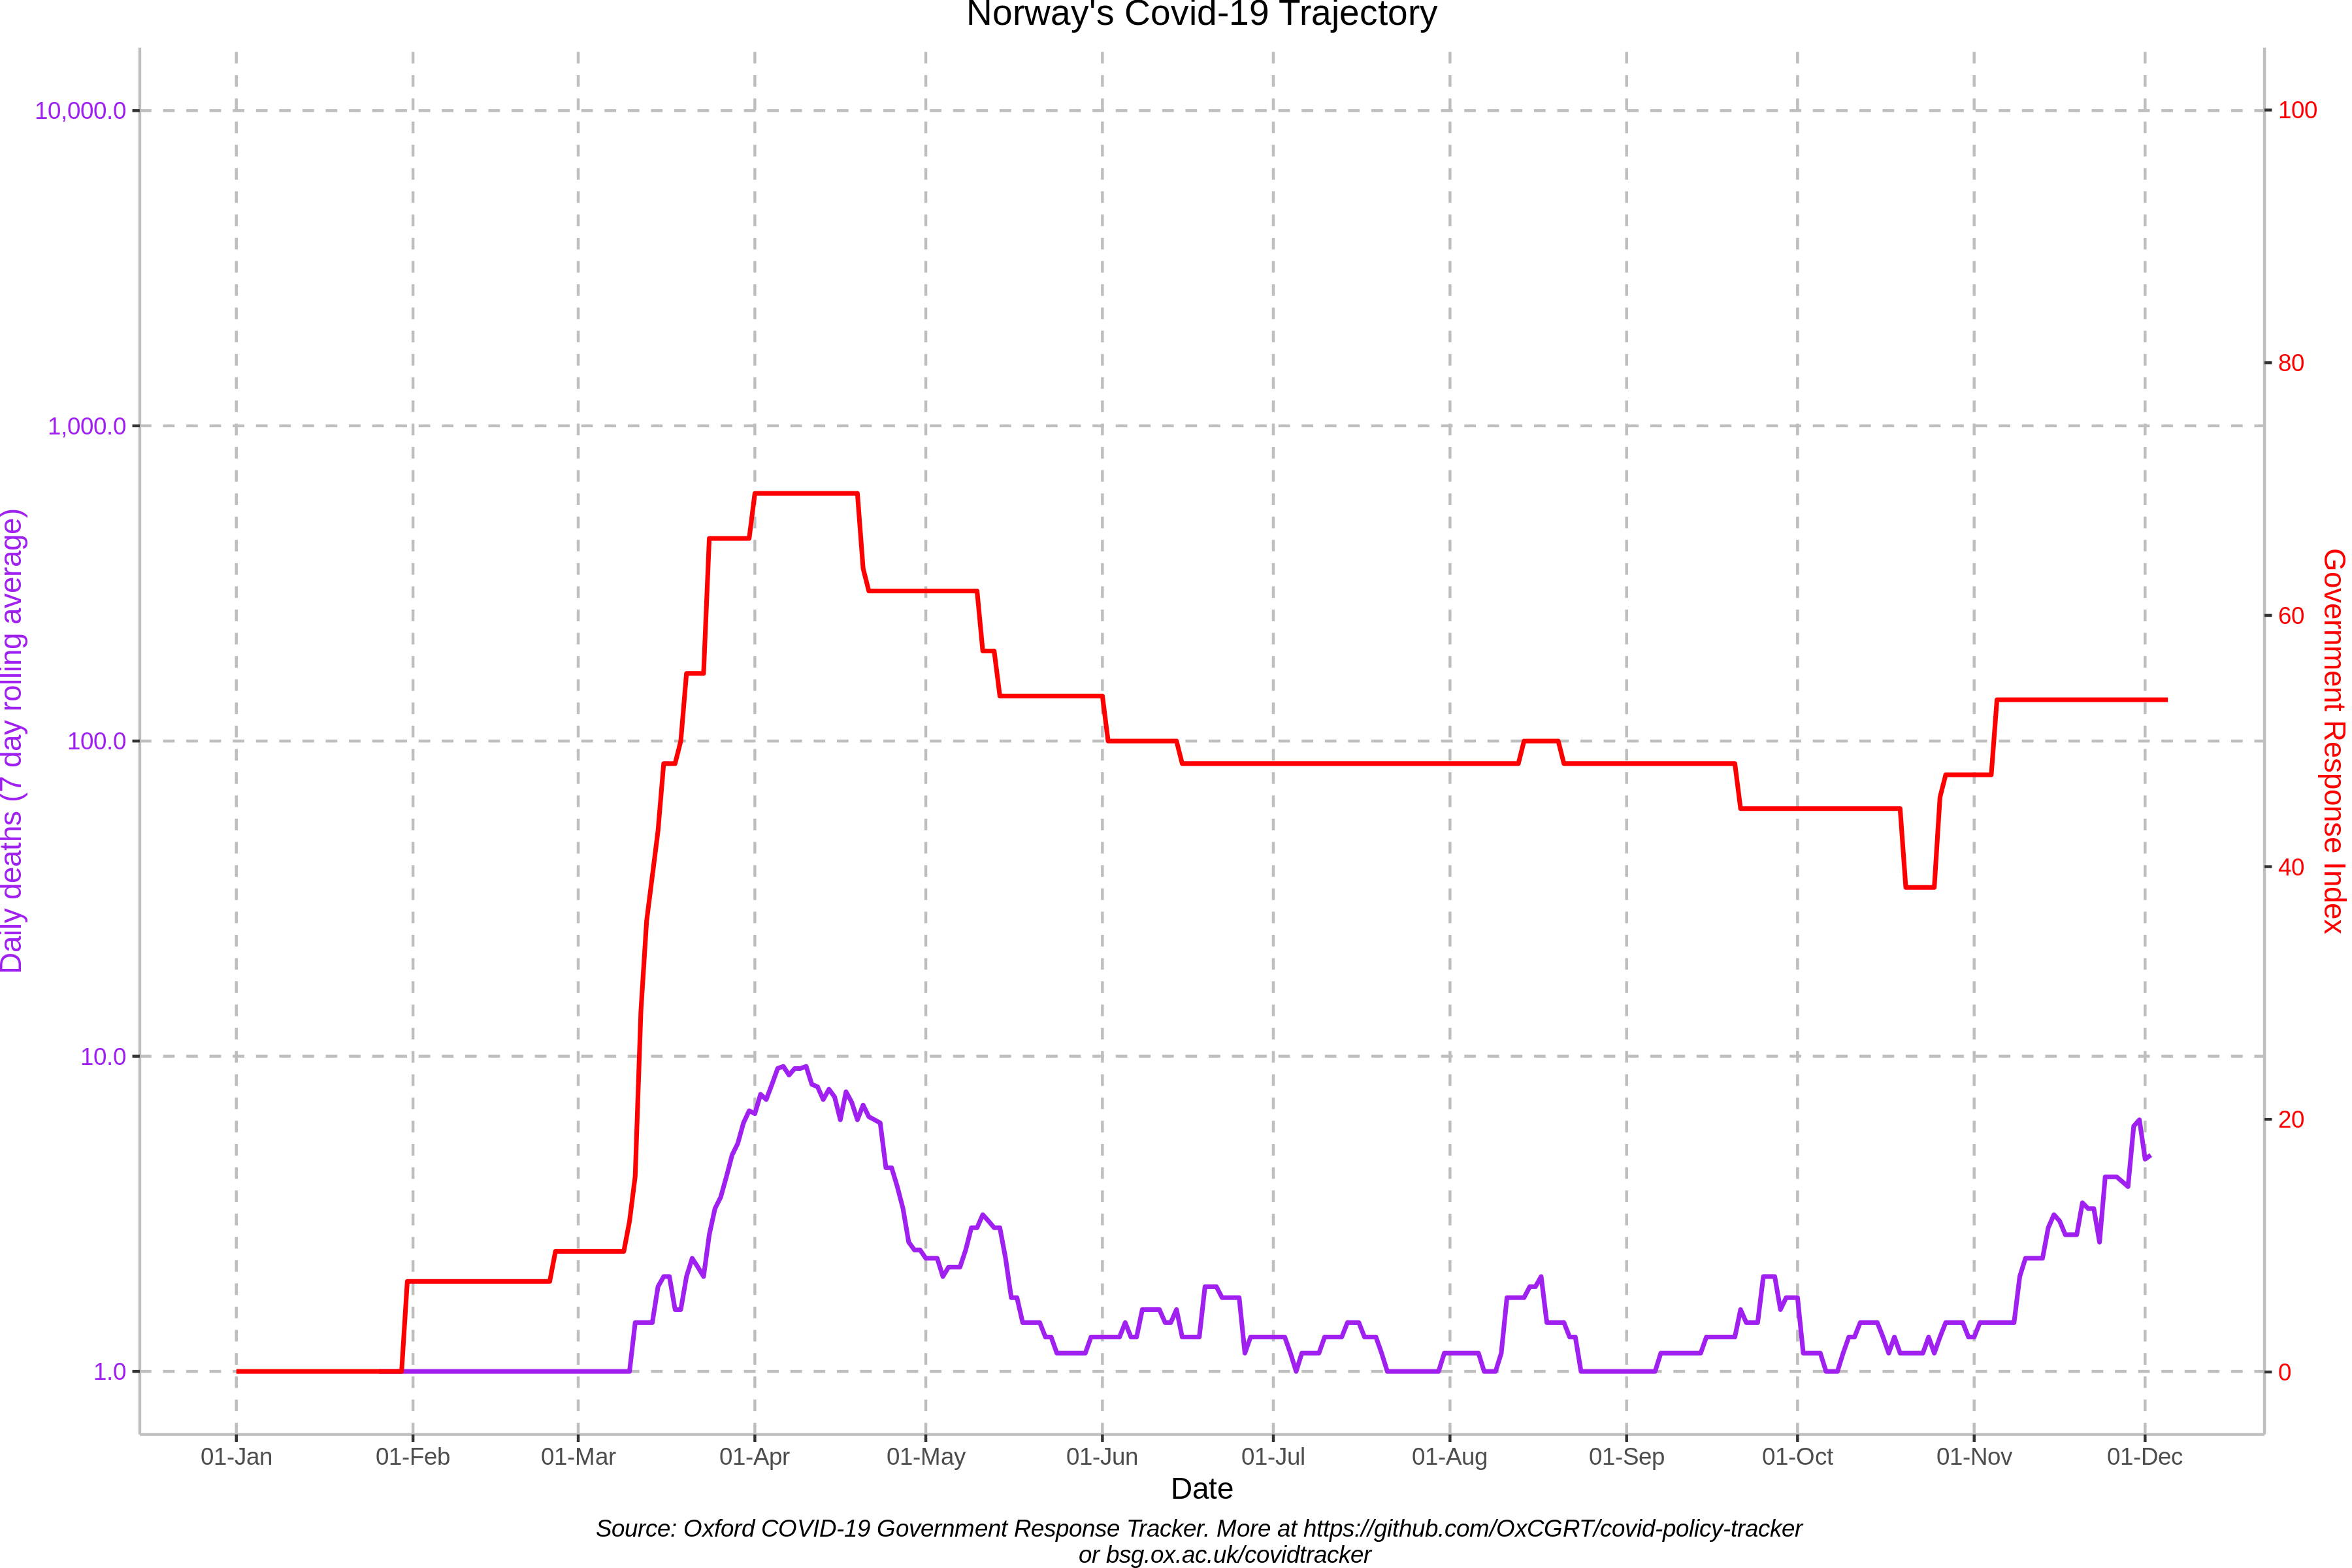 Norway's Covid-19 Trajectory
10,000.0
1,000.0
100.0
10.0
1.0
Daily deaths (7 day rolling average)
100
80
60
40
20
0
Government Response Index
01-Jan
01-Feb
01-Mar
01-Apr
01-May
01-Jun
01-Jul
01-Aug
01-Sep
01-Oct
01-Nov
01-Dec
Date
Source: Oxford COVID-19 Government Response Tracker. More at https://github.com/OxCGRT/covid-policy-tracker
or bsg.ox.ac.uk/covidtracker